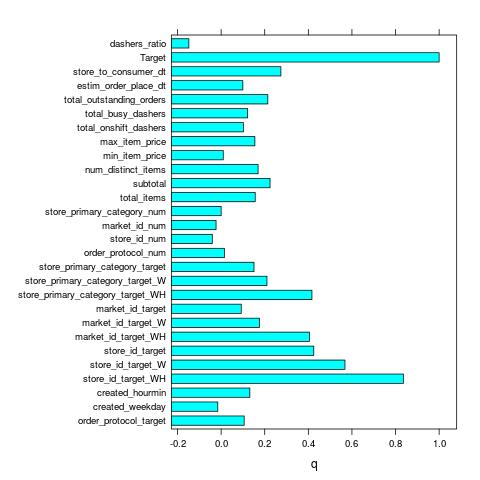 dashers_ratio
Target
store_to_consumer_dt
estim_order_place_dt
total_outstanding_orders
total_busy_dashers
total_onshift_dashers
max_item_price
min_item_price
num_distinct_items
subtotal
total_items
store_primary_category_num
market_id_num
store_id_num
order_protocol_num
store_primary_category_target
store_primary_category_target_W
store_primary_category_target_WH
market_id_target
market_id_target_W
market_id_target_WH
store_id_target
store_id_target_W
store_id_target_WH
created_hourmin
created_weekday
order_protocol_target
-0.2 0.0 0.2 0.4 0.6 0.8 1.0
q